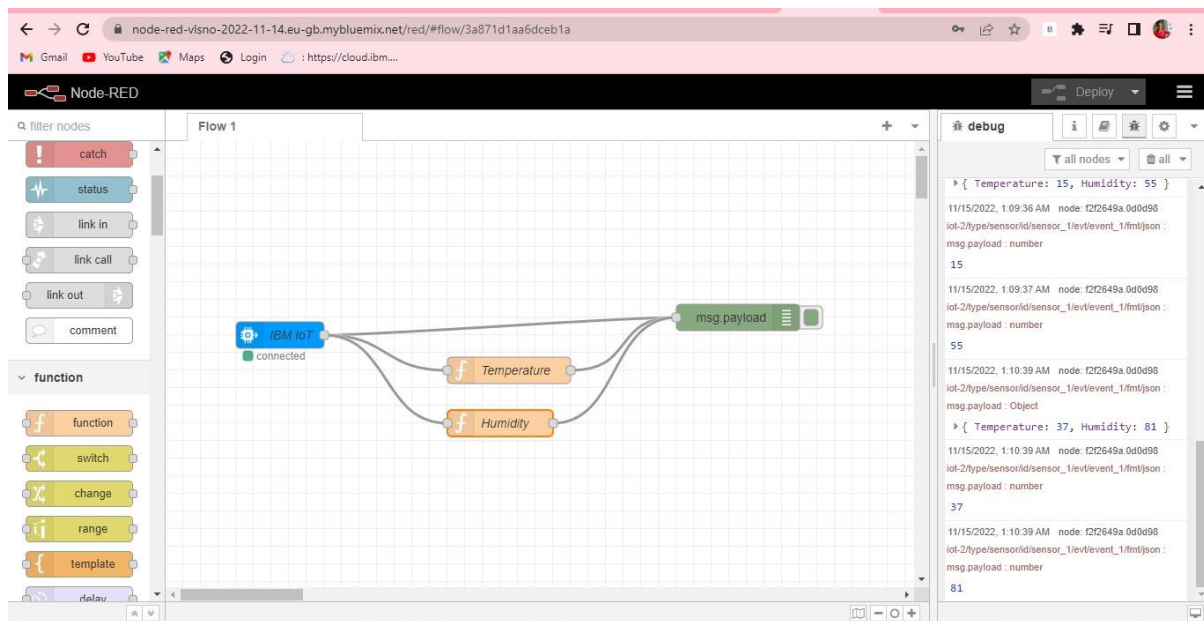 node-red-vlsno-2022-11-14.eu-gb.mybluemix.net/red/#flow/3a871d1aa6dceb1a
Gmail YouTube Maps Login : https://cloud.ibm....
Node-RED Deploy
filter nodes Flow 1 debug i
all nodes all
catch
status
link in
link call
link out
comment
function
function
switch
change
range
template
delay
IBM IoT
connected
Temperature
Humidity
msg.payload
{ Temperature: 15, Humidity: 55 }
11/15/2022, 1:09:36 AM node: f2f2649a.0d0d98
iot-2/type/sensor/id/sensor_1/evt/event_1/fmt/json :
msg.payload : number
15
11/15/2022, 1:09:37 AM node: f2f2649a.0d0d98
iot-2/type/sensor/id/sensor_1/evt/event_1/fmt/json :
msg.payload : number
55
11/15/2022, 1:10:39 AM node: f2f2649a.0d0d98
iot-2/type/sensor/id/sensor_1/evt/event_1/fmt/json :
msg.payload : Object
{ Temperature: 37, Humidity: 81 }
11/15/2022, 1:10:39 AM node: f2f2649a.0d0d98
iot-2/type/sensor/id/sensor_1/evt/event_1/fmt/json :
msg.payload : number
37
11/15/2022, 1:10:39 AM node: f2f2649a.0d0d98
iot-2/type/sensor/id/sensor_1/evt/event_1/fmt/json :
msg.payload : number
81